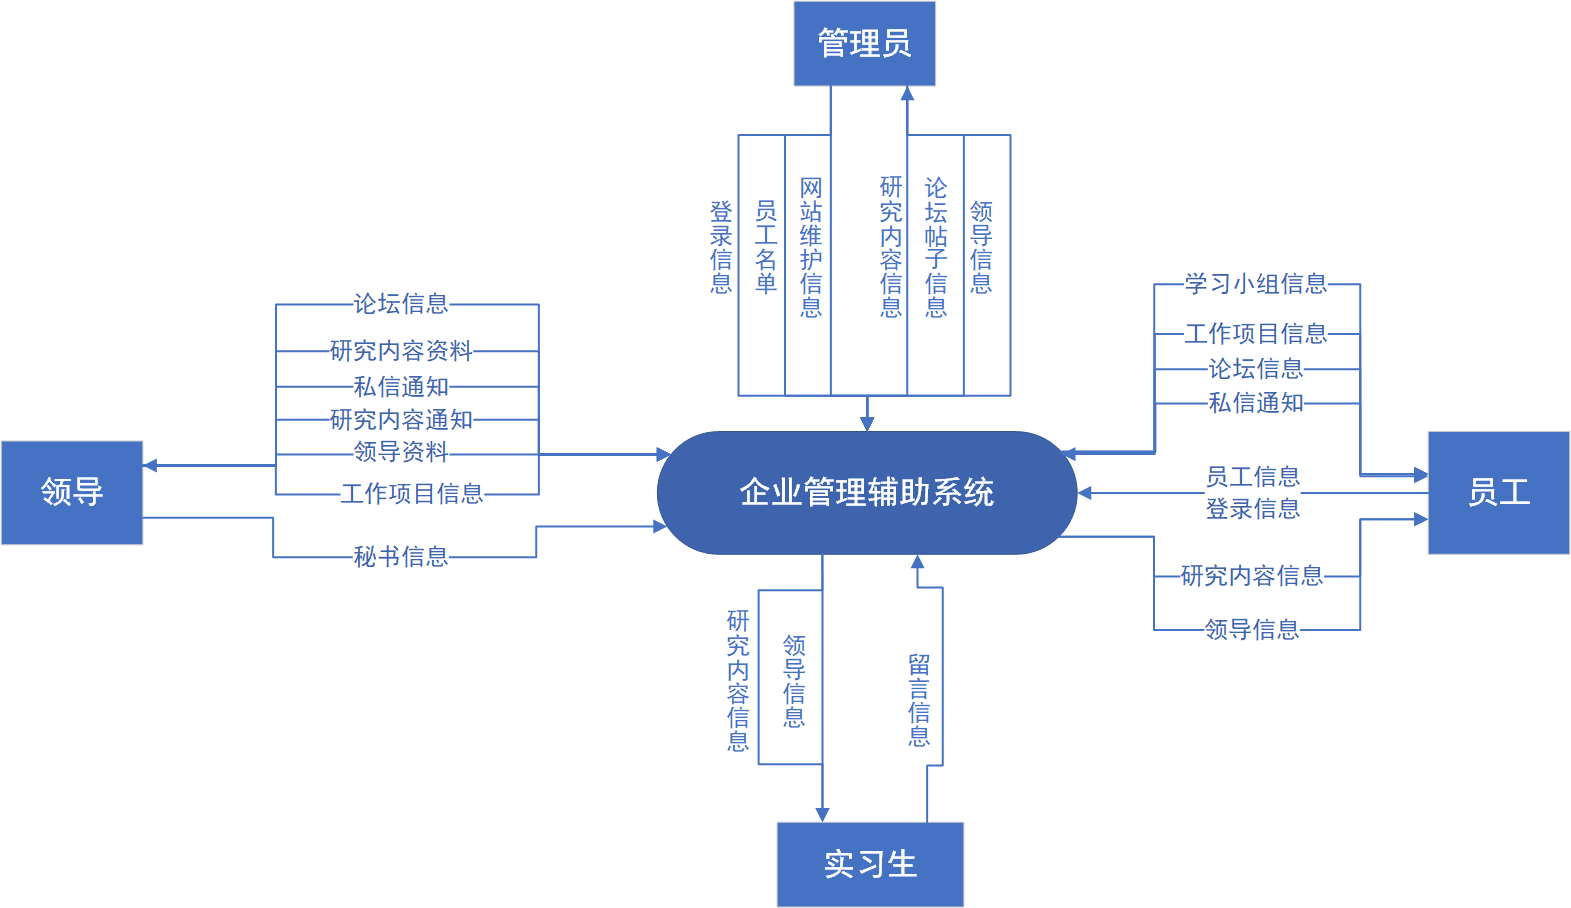 管理员
登录信息
员工名单
网站维护信息
研究内容信息
论坛帖子信息
领导信息
论坛信息
研究内容资料
私信通知
研究内容通知
领导资料
工作项目信息
秘书信息
领导
企业管理辅助系统
学习小组信息
工作项目信息
论坛信息
私信通知
员工信息
登录信息
研究内容信息
领导信息
员工
研究内容信息
领导信息
留言信息
实习生